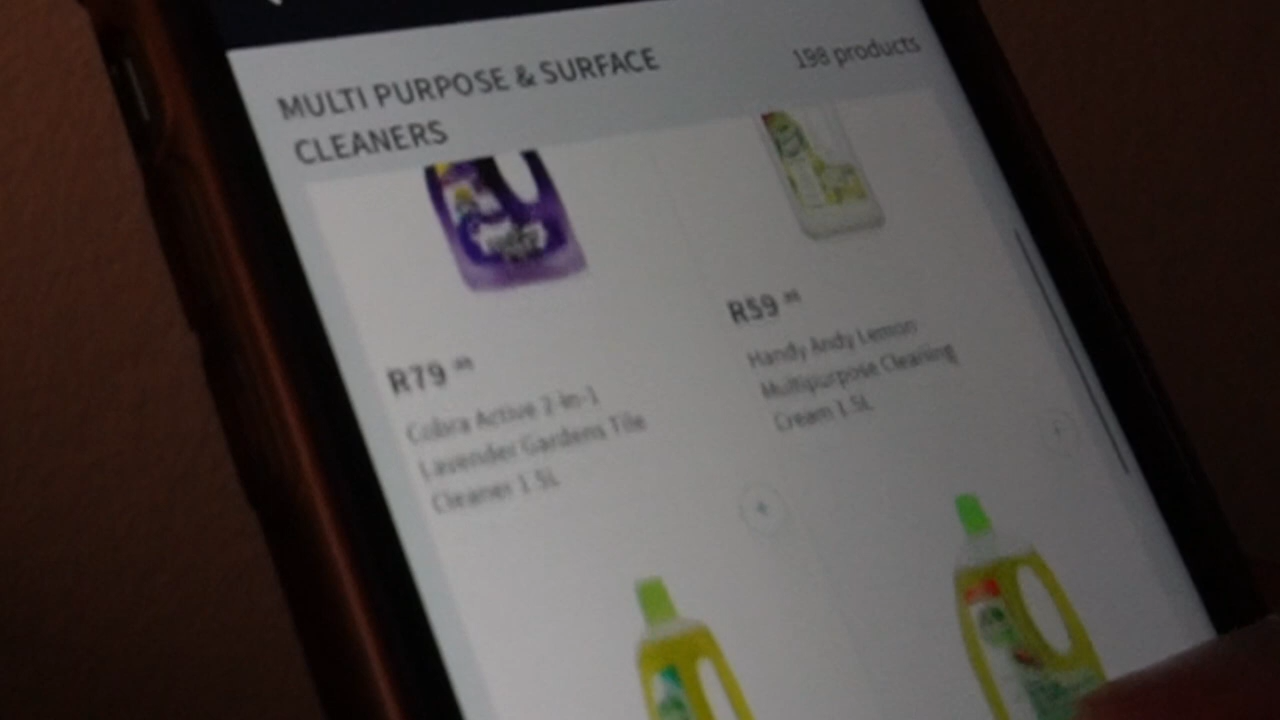 MULTI PURPOSE & SURFACE
CLEANERS
198 products
R79
Cobra Active 2-in-1
Lavender Gardens Tile
Cleaner 1.5L
R59
Handy Andy Lemon
Multipurpose Cleaning
Cream 1.5L